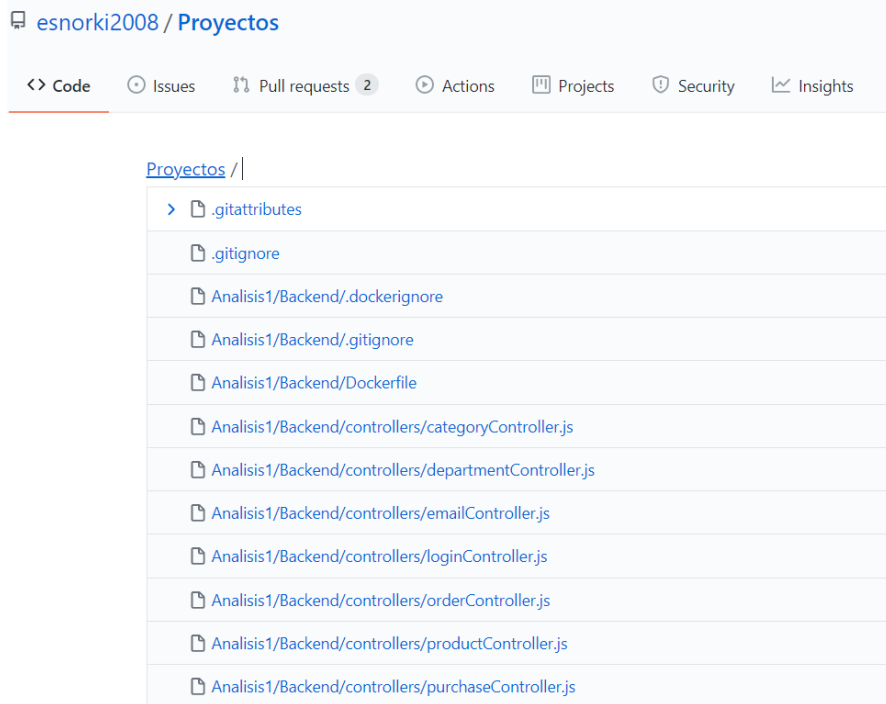 esnorki2008 / Proyectos
Code Issues Pull requests 2 Actions Projects Security Insights
Proyectos /
.gitattributes
.gitignore
Analisis1/Backend/.dockerignore
Analisis1/Backend/.gitignore
Analisis1/Backend/Dockerfile
Analisis1/Backend/controllers/categoryController.js
Analisis1/Backend/controllers/departmentController.js
Analisis1/Backend/controllers/emailController.js
Analisis1/Backend/controllers/loginController.js
Analisis1/Backend/controllers/orderController.js
Analisis1/Backend/controllers/productController.js
Analisis1/Backend/controllers/purchaseController.js